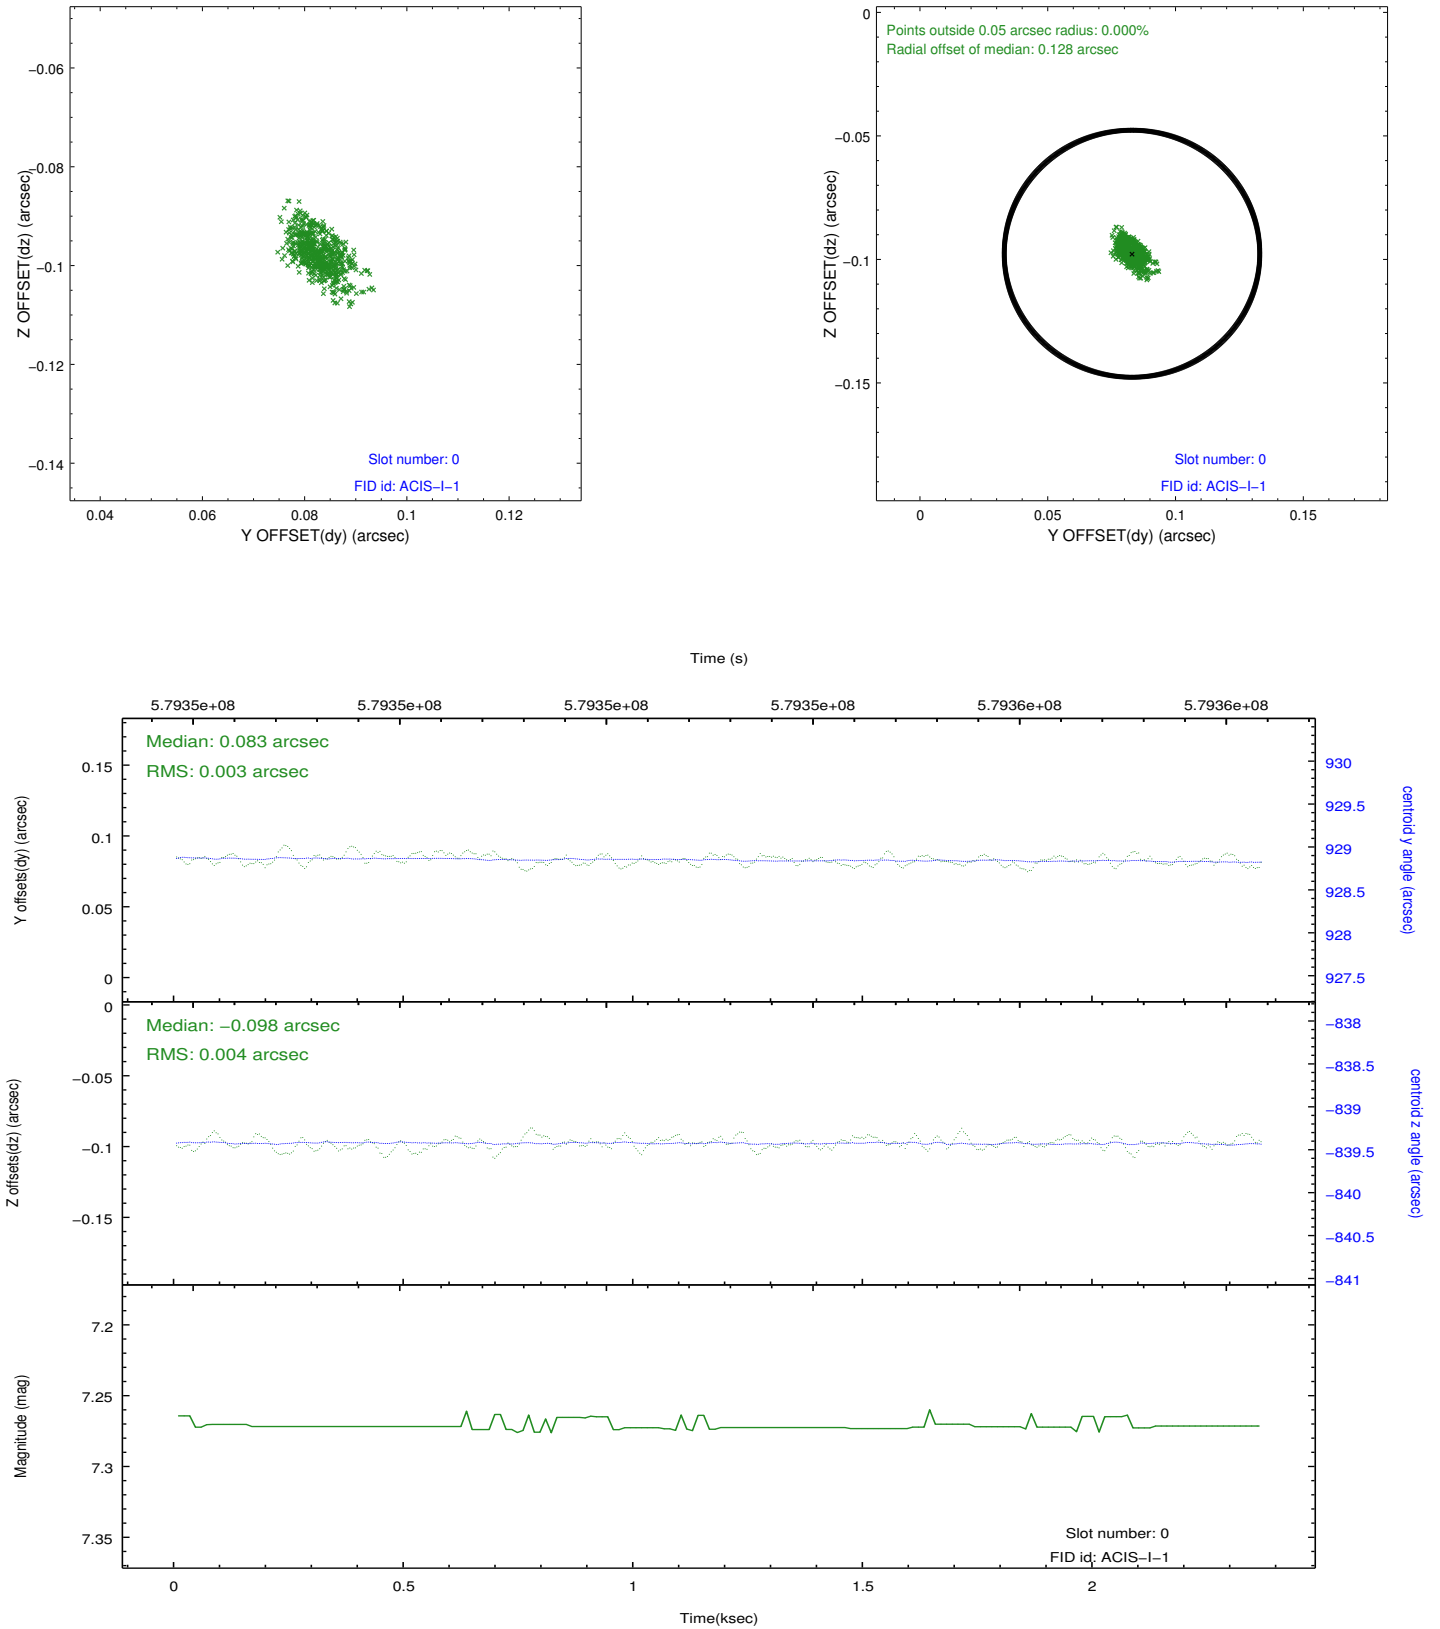 −0.06
−0.08
−0.1
−0.12
−0.14
Z OFFSET(dz) (arcsec)
Slot number: 0
FID id: ACIS−I−1
0.04
0.06
0.08
0.1
0.12
Y OFFSET(dy) (arcsec)
0
−0.05
−0.1
−0.15
Z OFFSET(dz) (arcsec)
Points outside 0.05 arcsec radius: 0.000%
Radial offset of median: 0.128 arcsec
Slot number: 0
FID id: ACIS−I−1
0
0.05
0.1
0.15
Y OFFSET(dy) (arcsec)
Time (s)
5.7935e+08
5.7935e+08
5.7935e+08
5.7935e+08
5.7936e+08
5.7936e+08
Median: 0.083 arcsec
RMS: 0.003 arcsec
0.15
0.1
0.05
0
Y offsets(dy) (arcsec)
930
929.5
929
928.5
928
927.5
centroid y angle (arcsec)
Median: −0.098 arcsec
RMS: 0.004 arcsec
0
−0.05
−0.1
−0.15
Z offsets(dz) (arcsec)
−838
−838.5
−839
−839.5
−840
−840.5
−841
centroid z angle (arcsec)
7.2
7.25
7.3
7.35
Magnitude (mag)
Slot number: 0
FID id: ACIS−I−1
0
0.5
1
1.5
2
Time(ksec)